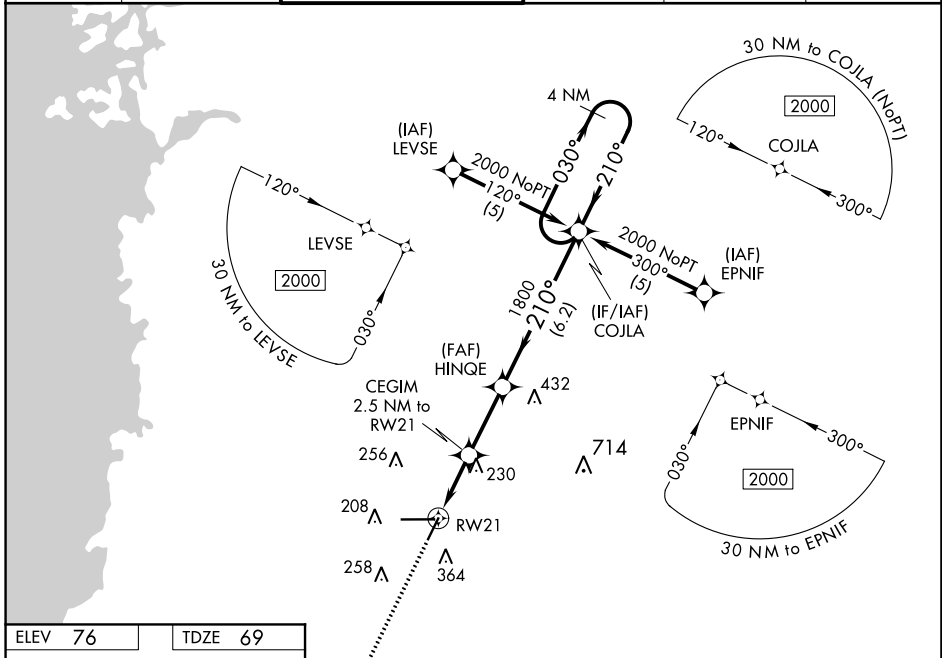 30 NM to COJLA (NoPT)
2000
120°
COJLA
300°
4 NM
030°
210°
(IAF)
LEVSE
2000 NoPT
120°
(5)
120°
LEVSE
2000
030°
30 NM to LEVSE
2000 NoPT
300°
(5)
(IAF)
EPNIF
(IF/IAF)
COJLA
1800
210°
(6.2)
(FAF)
HINQE
432
CEGIM
2.5 NM to
RW21
256
230
714
208
RW21
258
364
EPNIF
300°
030°
2000
30 NM to EPNIF
ELEV 76
TDZE 69